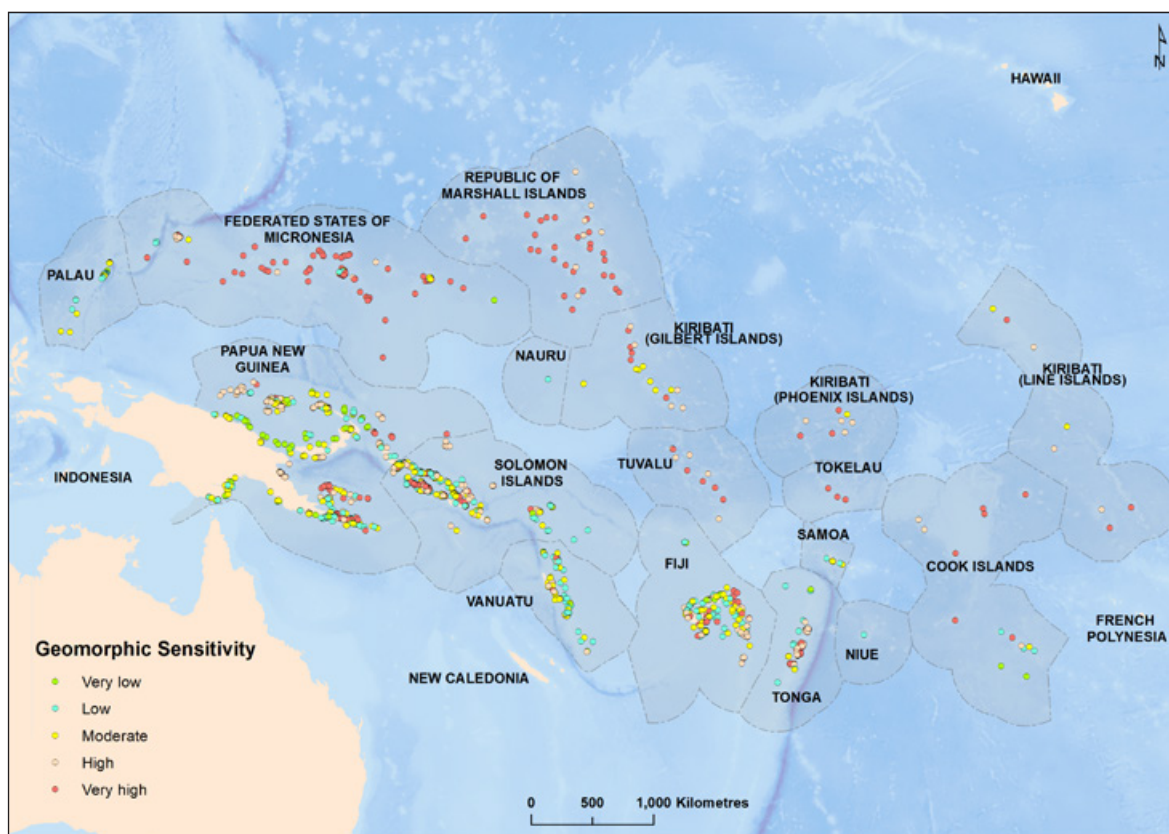 N
HAWAII
REPUBLIC OF
MARSHALL ISLANDS
FEDERATED STATES OF
MICRONESIA
PALAU
PAPUA NEW
GUINEA
NAURU
KIRIBATI
(GILBERT ISLANDS)
KIRIBATI
(PHOENIX ISLANDS)
KIRIBATI
(LINE ISLANDS)
INDONESIA
SOLOMON
ISLANDS
TUVALU
TOKELAU
SAMOA
FIJI
COOK ISLANDS
VANUATU
FRENCH
POLYNESIA
NIUE
NEW CALEDONIA
TONGA
Geomorphic Sensitivity
Very low
Low
Moderate
High
Very high
0 500 1,000 Kilometres